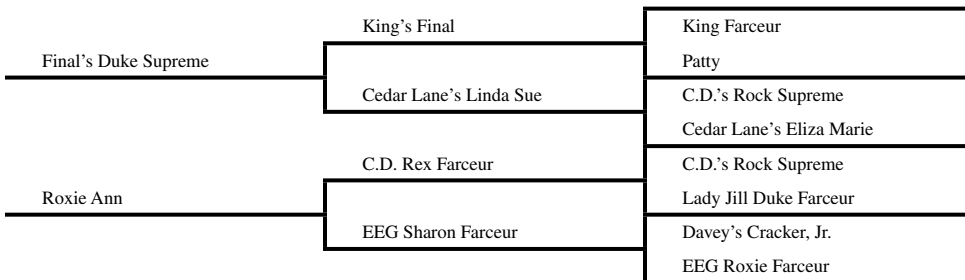 King's Final
King Farceur
Final's Duke Supreme
Patty
Cedar Lane's Linda Sue
C.D.'s Rock Supreme
Cedar Lane's Eliza Marie
C.D. Rex Farceur
C.D.'s Rock Supreme
Roxie Ann
Lady Jill Duke Farceur
EEG Sharon Farceur
Davey's Cracker, Jr.
EEG Roxie Farceur